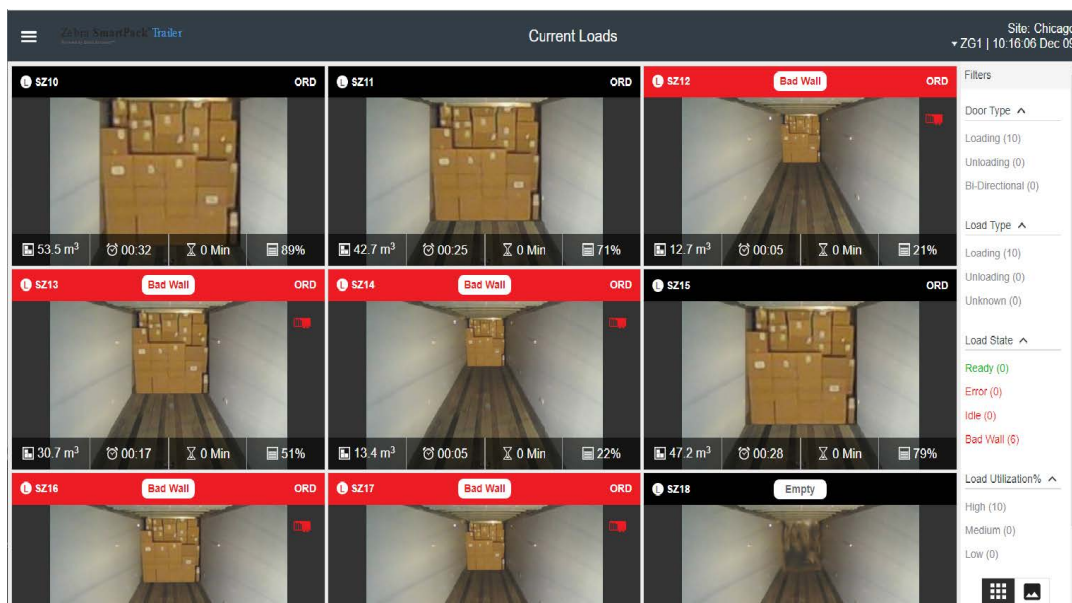 Zebra SmartPack™ Trailer
Current Loads
Site: Chicago
ZG1 | 10:16:06 Dec 09
L SZ10 ORD
L SZ11 ORD
L SZ12 Bad Wall ORD
53.5 m³ 00:32 0 Min 89%
42.7 m³ 00:25 0 Min 71%
12.7 m³ 00:05 0 Min 21%
L SZ13 Bad Wall ORD
L SZ14 Bad Wall ORD
L SZ15 ORD
30.7 m³ 00:17 0 Min 51%
13.4 m³ 00:05 0 Min 22%
47.2 m³ 00:28 0 Min 79%
L SZ16 Bad Wall ORD
L SZ17 Bad Wall ORD
L SZ18 Empty
Filters
Door Type
Loading (10)
Unloading (0)
Bi-Directional (0)
Load Type
Loading (10)
Unloading (0)
Unknown (0)
Load State
Ready (0)
Error (0)
Idle (0)
Bad Wall (6)
Load Utilization%
High (10)
Medium (0)
Low (0)